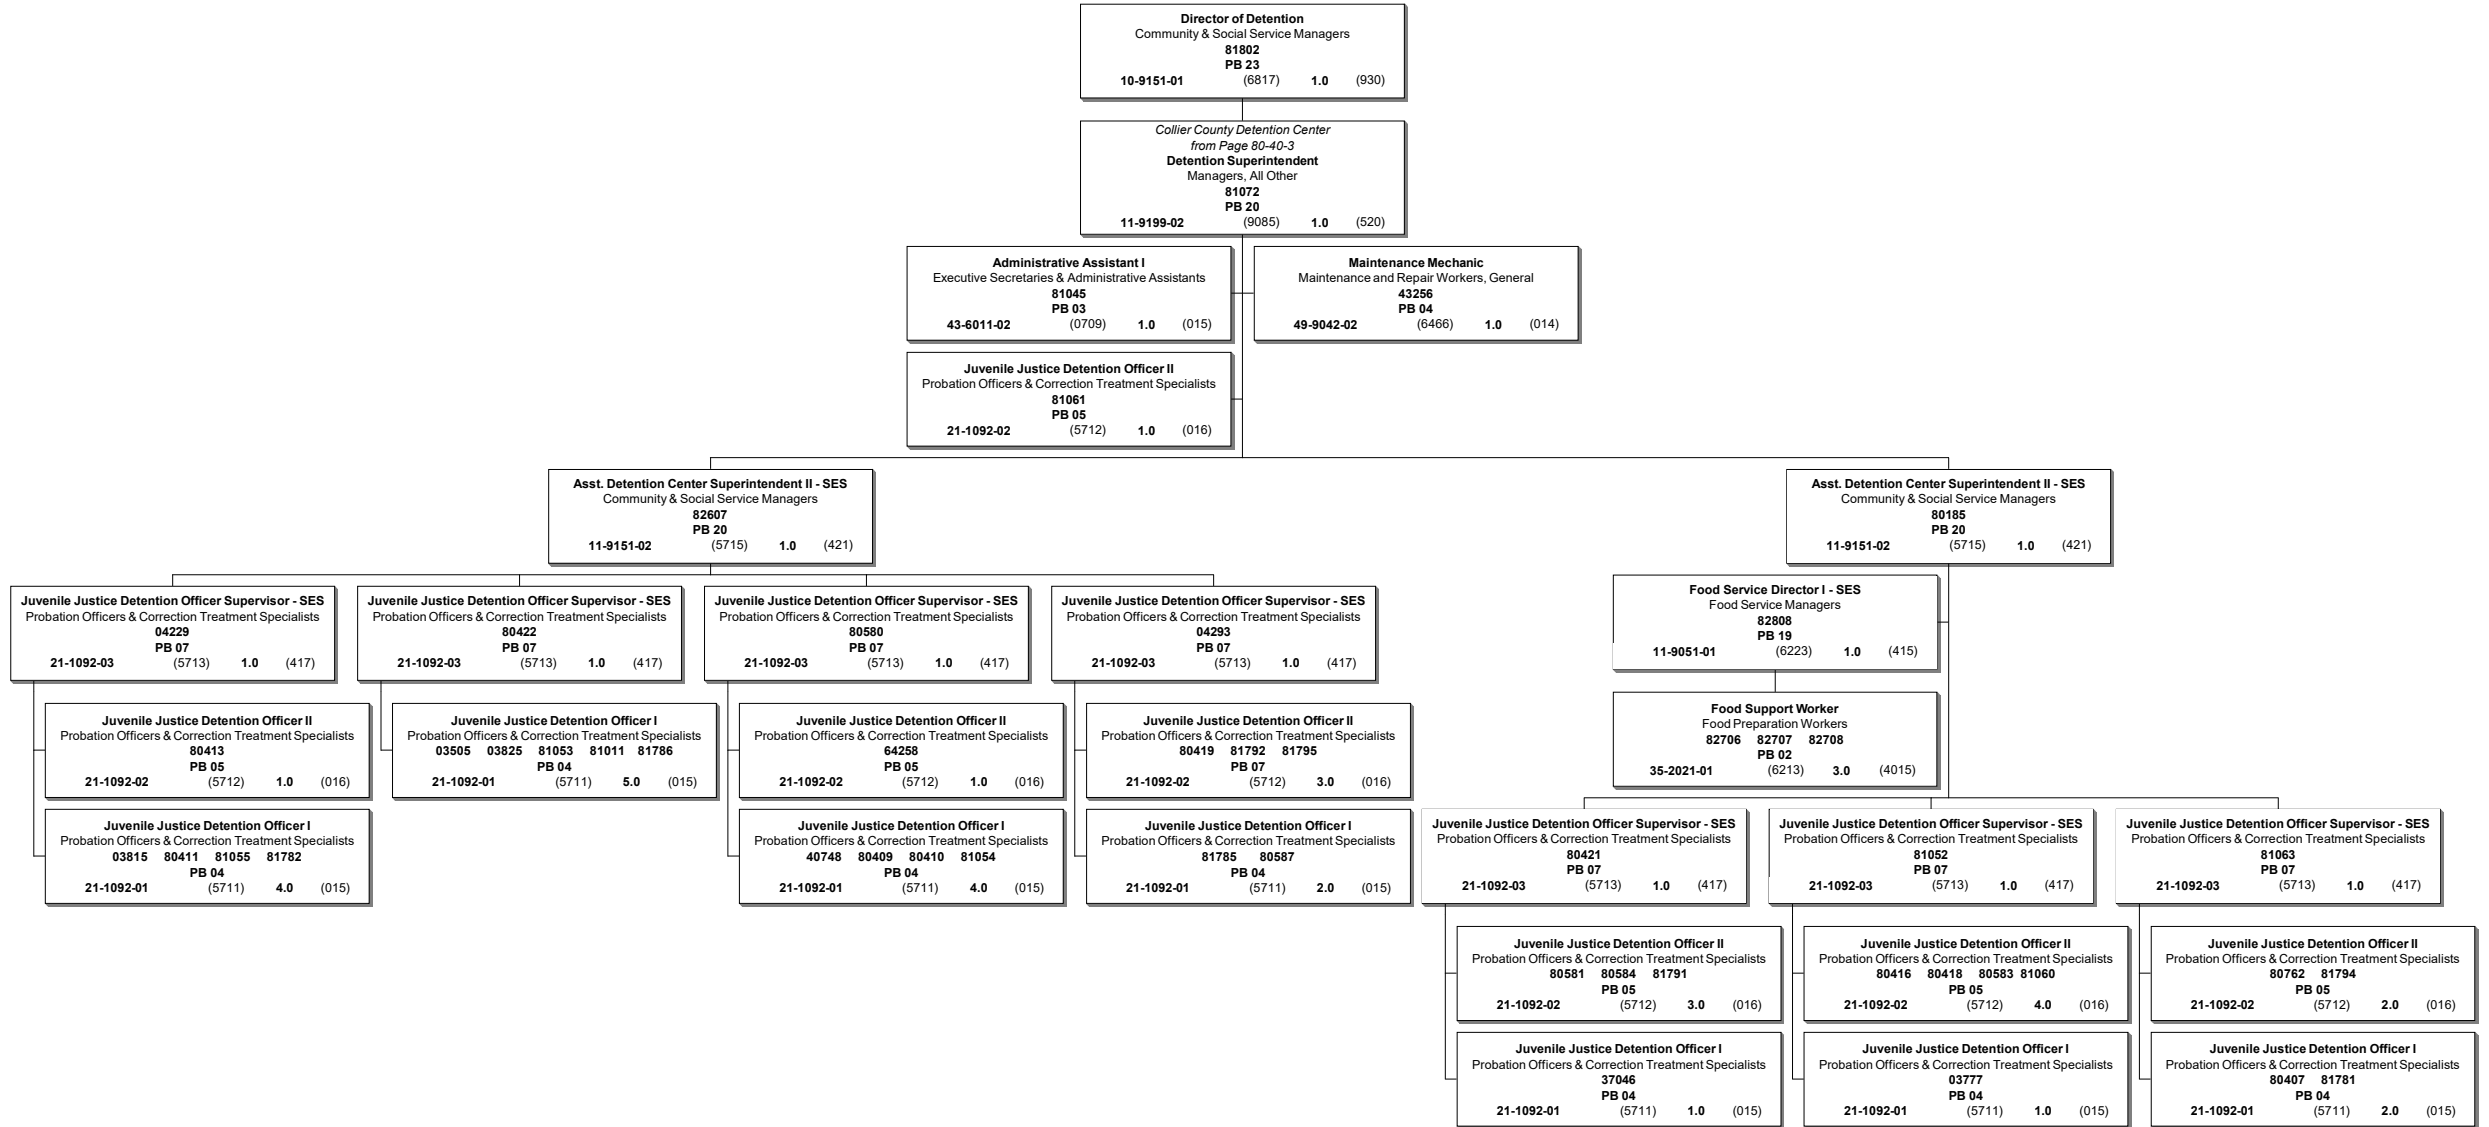 Director of Detention
Community & Social Service Managers
81802
PB 23
10-9151-01 (6817) 1.0 (930)
Collier County Detention Center
from Page 80-40-3
Detention Superintendent
Managers, All Other
81072
PB 20
11-9199-02 (9085) 1.0 (520)
Administrative Assistant I
Executive Secretaries & Administrative Assistants
81045
PB 03
43-6011-02 (0709) 1.0 (015)
Maintenance Mechanic
Maintenance and Repair Workers, General
43256
PB 04
49-9042-02 (6466) 1.0 (014)
Juvenile Justice Detention Officer II
Probation Officers & Correction Treatment Specialists
81061
PB 05
21-1092-02 (5712) 1.0 (016)
Asst. Detention Center Superintendent II - SES
Community & Social Service Managers
82607
PB 20
11-9151-02 (5715) 1.0 (421)
Asst. Detention Center Superintendent II - SES
Community & Social Service Managers
80185
PB 20
11-9151-02 (5715) 1.0 (421)
Juvenile Justice Detention Officer Supervisor - SES
Probation Officers & Correction Treatment Specialists
04229
PB 07
21-1092-03 (5713) 1.0 (417)
Juvenile Justice Detention Officer Supervisor - SES
Probation Officers & Correction Treatment Specialists
80422
PB 07
21-1092-03 (5713) 1.0 (417)
Juvenile Justice Detention Officer Supervisor - SES
Probation Officers & Correction Treatment Specialists
80580
PB 07
21-1092-03 (5713) 1.0 (417)
Juvenile Justice Detention Officer Supervisor - SES
Probation Officers & Correction Treatment Specialists
04293
PB 07
21-1092-03 (5713) 1.0 (417)
Food Service Director I - SES
Food Service Managers
82808
PB 19
11-9051-01 (6223) 1.0 (415)
Juvenile Justice Detention Officer II
Probation Officers & Correction Treatment Specialists
80413
PB 05
21-1092-02 (5712) 1.0 (016)
Juvenile Justice Detention Officer I
Probation Officers & Correction Treatment Specialists
03505 03825 81053 81011 81786
PB 04
21-1092-01 (5711) 5.0 (015)
Juvenile Justice Detention Officer II
Probation Officers & Correction Treatment Specialists
64258
PB 05
21-1092-02 (5712) 1.0 (016)
Juvenile Justice Detention Officer II
Probation Officers & Correction Treatment Specialists
80419 81792 81795
PB 07
21-1092-02 (5712) 3.0 (016)
Food Support Worker
Food Preparation Workers
82706 82707 82708
PB 02
35-2021-01 (6213) 3.0 (4015)
Juvenile Justice Detention Officer I
Probation Officers & Correction Treatment Specialists
03815 80411 81055 81782
PB 04
21-1092-01 (5711) 4.0 (015)
Juvenile Justice Detention Officer I
Probation Officers & Correction Treatment Specialists
40748 80409 80410 81054
PB 04
21-1092-01 (5711) 4.0 (015)
Juvenile Justice Detention Officer I
Probation Officers & Correction Treatment Specialists
81785 80587
PB 04
21-1092-01 (5711) 2.0 (015)
Juvenile Justice Detention Officer Supervisor - SES
Probation Officers & Correction Treatment Specialists
80421
PB 07
21-1092-03 (5713) 1.0 (417)
Juvenile Justice Detention Officer Supervisor - SES
Probation Officers & Correction Treatment Specialists
81052
PB 07
21-1092-03 (5713) 1.0 (417)
Juvenile Justice Detention Officer Supervisor - SES
Probation Officers & Correction Treatment Specialists
81063
PB 07
21-1092-03 (5713) 1.0 (417)
Juvenile Justice Detention Officer II
Probation Officers & Correction Treatment Specialists
80581 80584 81791
PB 05
21-1092-02 (5712) 3.0 (016)
Juvenile Justice Detention Officer II
Probation Officers & Correction Treatment Specialists
80416 80418 80583 81060
PB 05
21-1092-02 (5712) 4.0 (016)
Juvenile Justice Detention Officer II
Probation Officers & Correction Treatment Specialists
80762 81794
PB 05
21-1092-02 (5712) 2.0 (016)
Juvenile Justice Detention Officer I
Probation Officers & Correction Treatment Specialists
37046
PB 04
21-1092-01 (5711) 1.0 (015)
Juvenile Justice Detention Officer I
Probation Officers & Correction Treatment Specialists
03777
PB 04
21-1092-01 (5711) 1.0 (015)
Juvenile Justice Detention Officer I
Probation Officers & Correction Treatment Specialists
80407 81781
PB 04
21-1092-01 (5711) 2.0 (015)